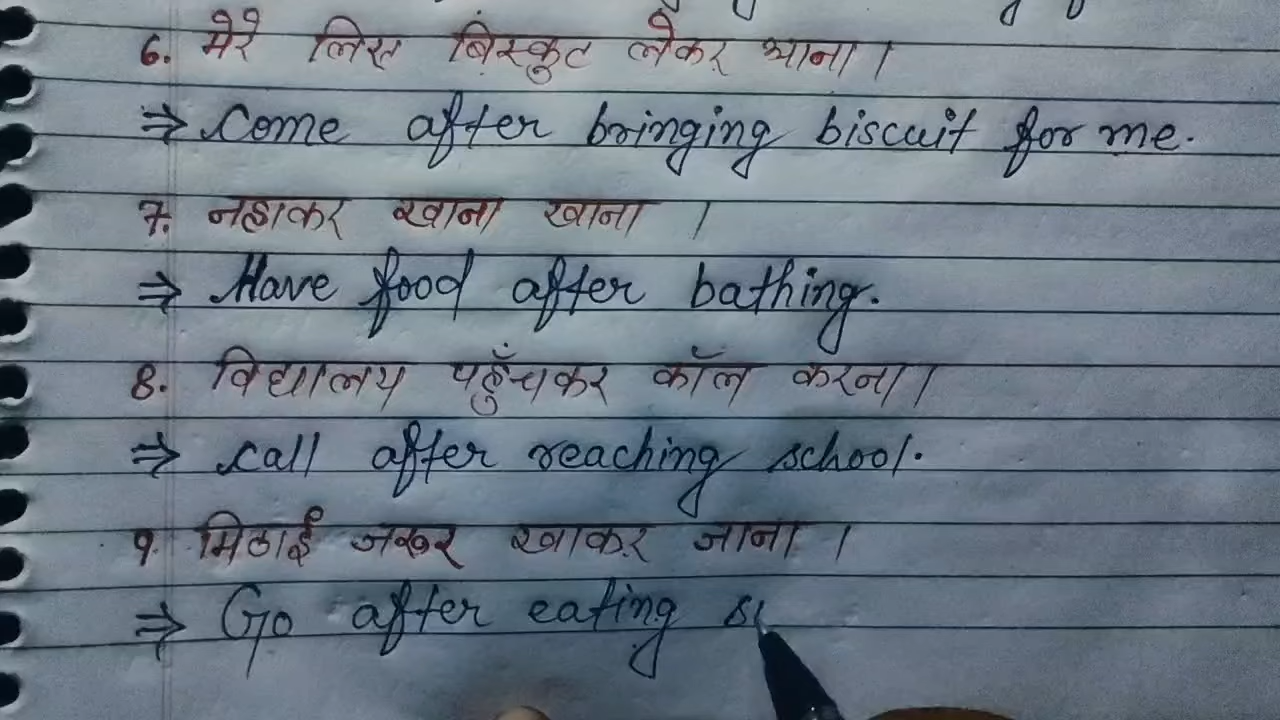 6. मेरे लिए बिस्कुट लेकर आना।
⇒ Come after bringing biscuit for me.
7. नहाकर खाना खाना ।
⇒ Have food after bathing.
8. विद्यालय पहुँचकर कॉल करना।
⇒ Call after reaching school.
9. मिठाई जरूर खाकर जाना ।
⇒ Go after eating